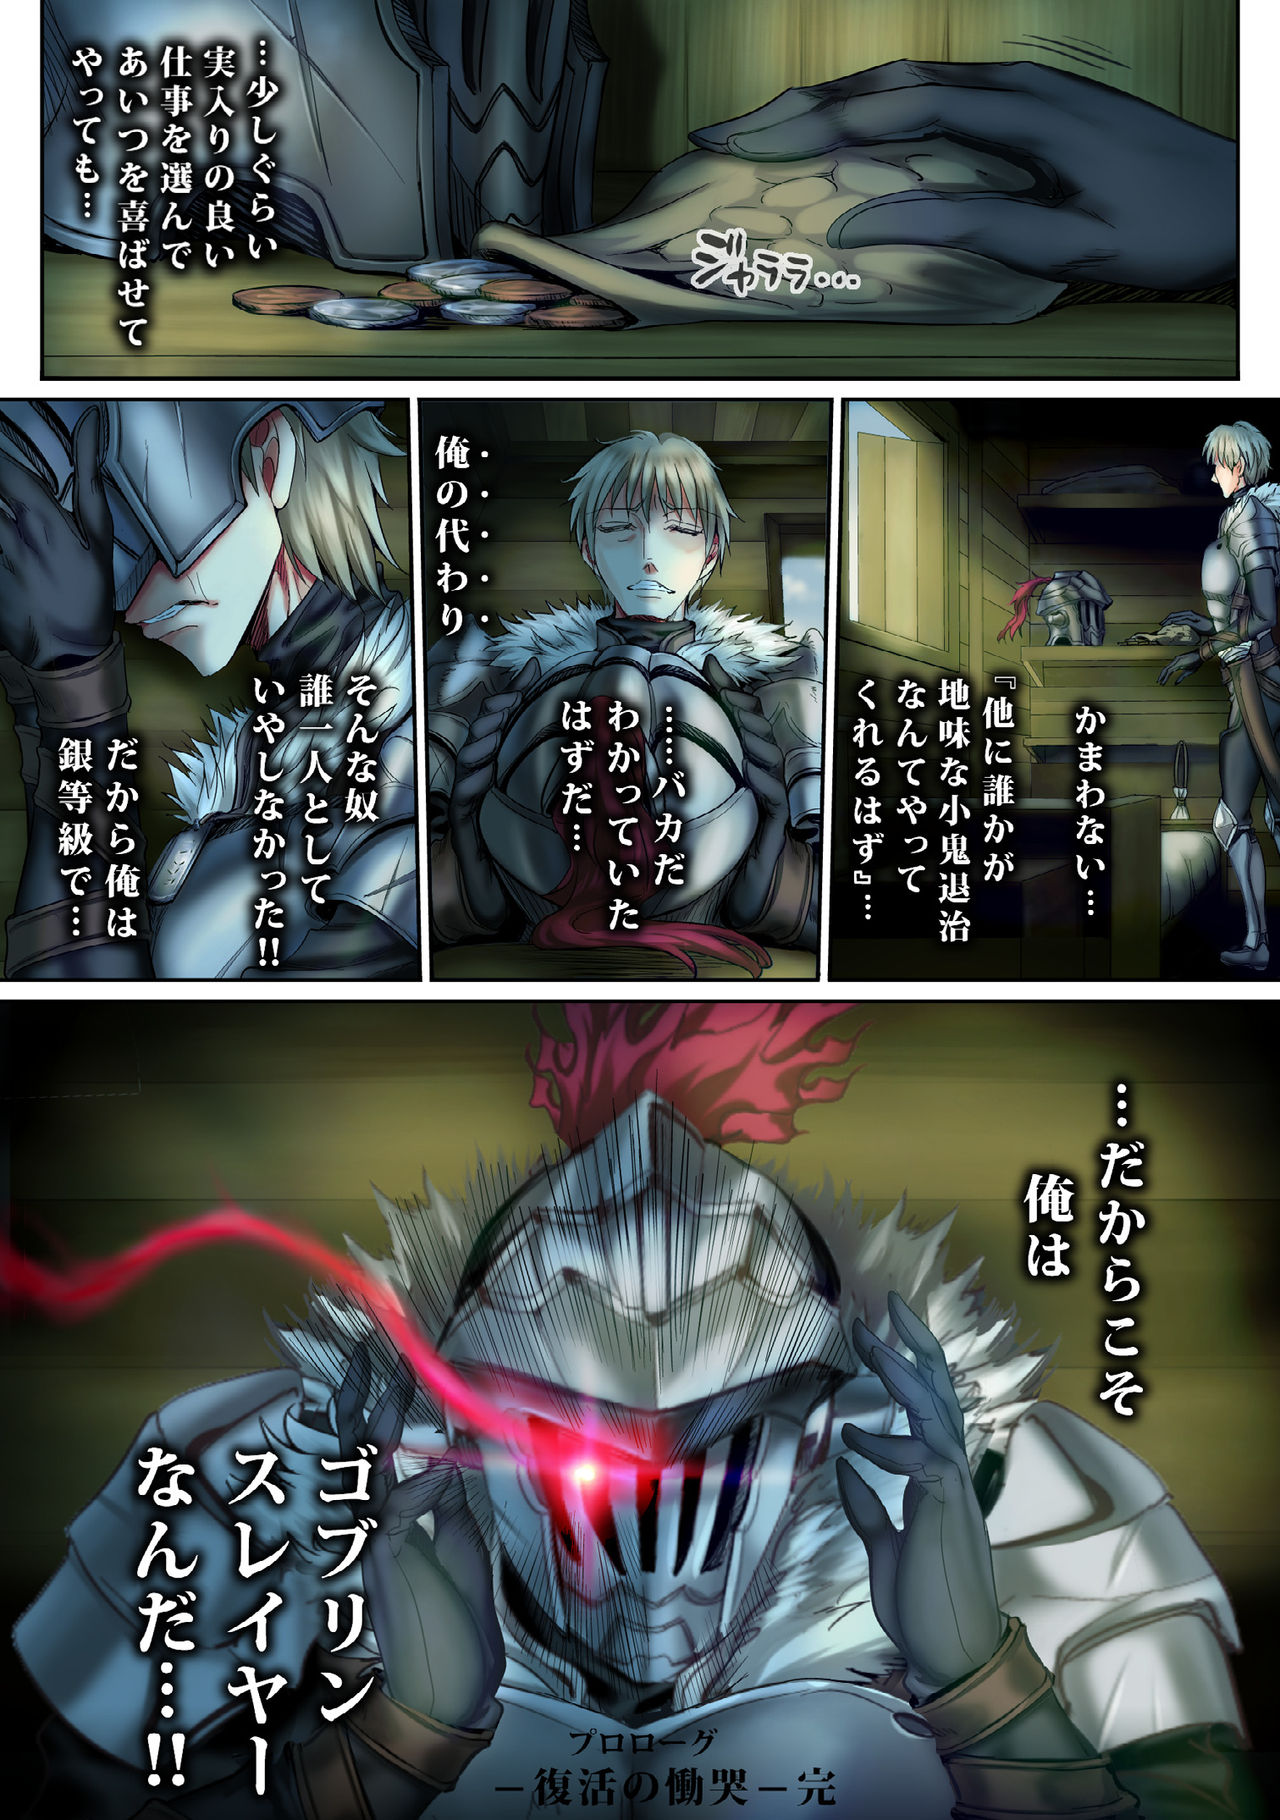 …少しぐらい
実入りの良い
仕事を選んで
あいつを喜ばせて
やっても…
ジャララ…
かまわない…
『他に誰かが
地味な小鬼退治
なんてやって
くれるはず』…
……バカだ
わかっていた
はずだ…
俺の代わり
そんな奴
誰一人として
いやしなかった!!
だから俺は
銀等級で…
…だからこそ
俺は
ゴブリン
スレイヤー
なんだ…!!
プロローグ
－復活の慟哭－完